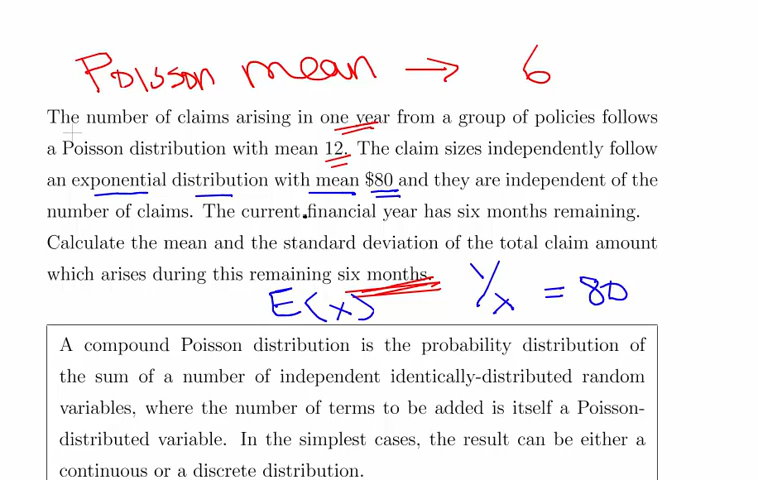 Poisson mean → 6
The number of claims arising in one year from a group of policies follows
a Poisson distribution with mean 12. The claim sizes independently follow
an exponential distribution with mean $80 and they are independent of the
number of claims. The current financial year has six months remaining.
Calculate the mean and the standard deviation of the total claim amount
which arises during this remaining six months.
E(x) 1/λ = 80
A compound Poisson distribution is the probability distribution of
the sum of a number of independent identically-distributed random
variables, where the number of terms to be added is itself a Poisson-
distributed variable. In the simplest cases, the result can be either a
continuous or a discrete distribution.